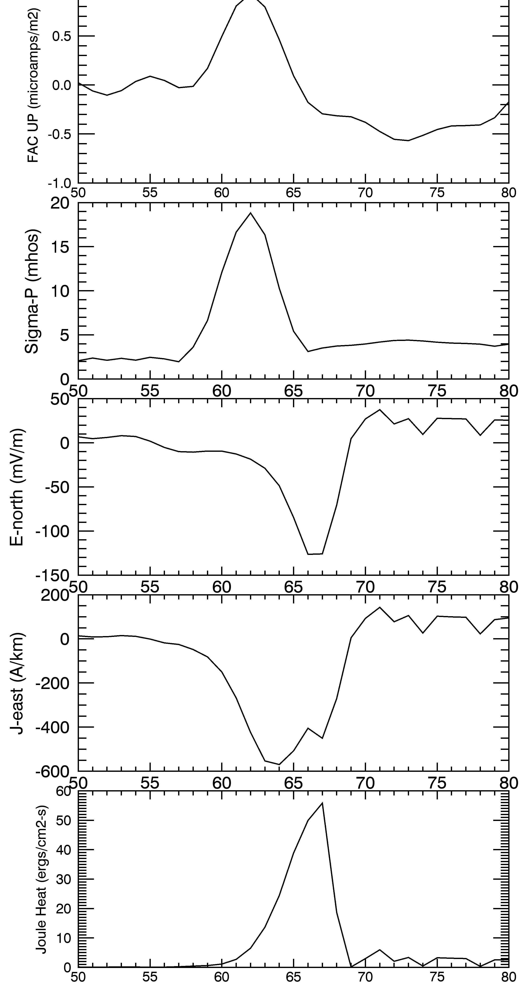 FAC UP (microamps/m2)
0.5
0.0
-0.5
-1.0
50 55 60 65 70 75 80
Sigma-P (mhos)
20
15
10
5
0
50 55 60 65 70 75 80
E-north (mV/m)
50
0
-50
-100
-150
50 55 60 65 70 75 80
J-east (A/km)
200
0
-200
-400
-600
50 55 60 65 70 75 80
Joule Heat (ergs/cm2-s)
60
50
40
30
20
10
0
50 55 60 65 70 75 80